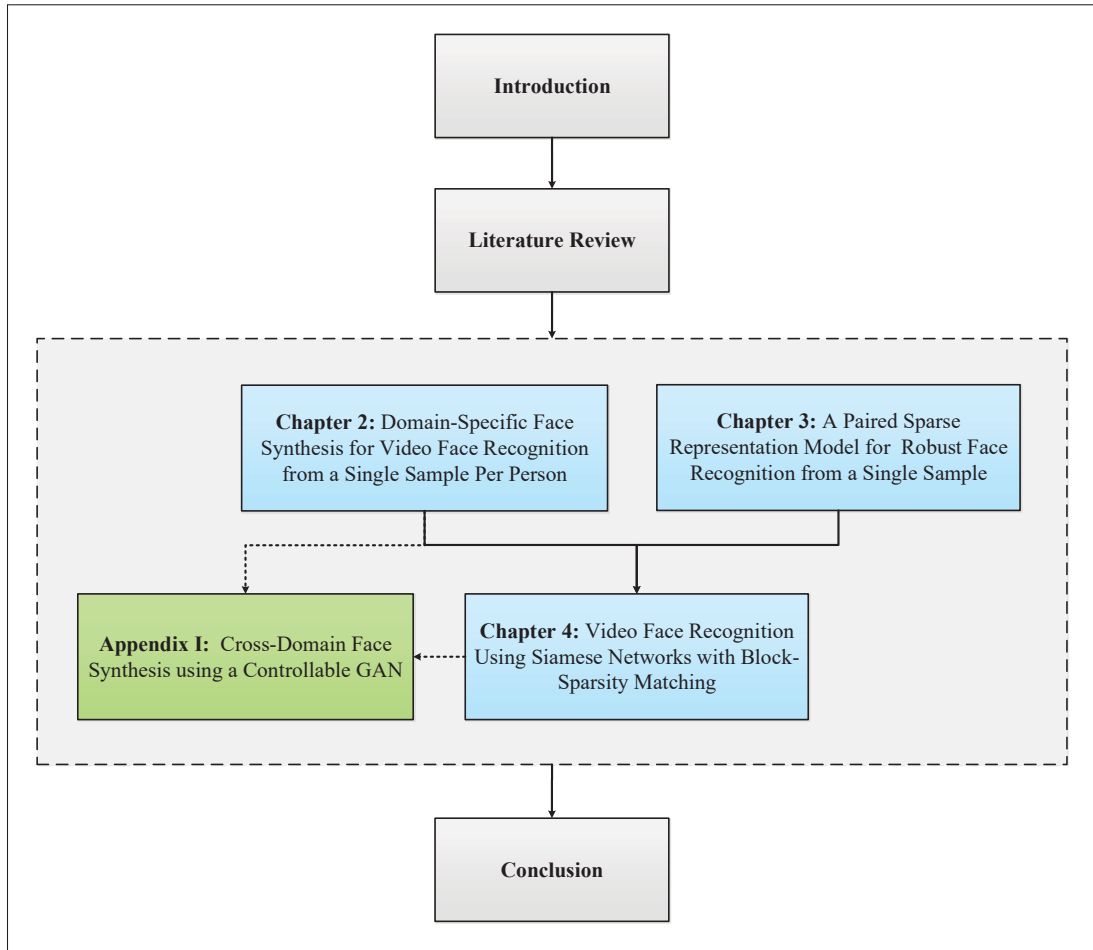 Introduction
Literature Review
Chapter 2: Domain-Specific Face
Synthesis for Video Face Recognition
from a Single Sample Per Person
Chapter 3: A Paired Sparse
Representation Model for Robust Face
Recognition from a Single Sample
Appendix I: Cross-Domain Face
Synthesis using a Controllable GAN
Chapter 4: Video Face Recognition
Using Siamese Networks with Block-
Sparsity Matching
Conclusion